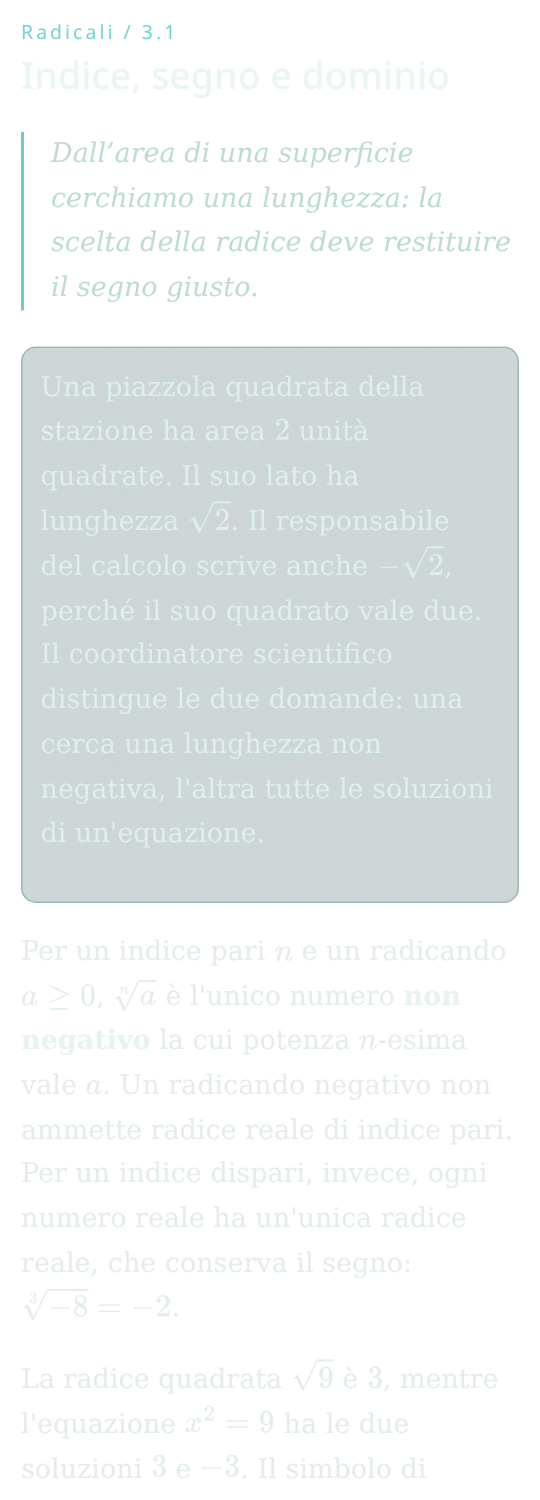 Radicali / 3.1
Indice, segno e dominio
Dall’area di una superficie
cerchiamo una lunghezza: la
scelta della radice deve restituire
il segno giusto.
Una piazzola quadrata della
stazione ha area 2 unità
quadrate. Il suo lato ha
lunghezza √2. Il responsabile
del calcolo scrive anche −√2,
perché il suo quadrato vale due.
Il coordinatore scientifico
distingue le due domande: una
cerca una lunghezza non
negativa, l'altra tutte le soluzioni
di un'equazione.
Per un indice pari n e un radicando
a ≥ 0, ⁿ√a è l'unico numero non
negativo la cui potenza n-esima
vale a. Un radicando negativo non
ammette radice reale di indice pari.
Per un indice dispari, invece, ogni
numero reale ha un'unica radice
reale, che conserva il segno:
³√−8 = −2.
La radice quadrata √9 è 3, mentre
l'equazione x² = 9 ha le due
soluzioni 3 e −3. Il simbolo di